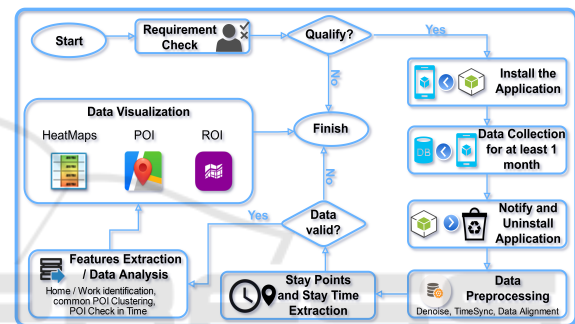 Start
Requirement
Check
Qualify?
Yes
No
Install the
Application
DB
Data Collection
for at least 1
month
Notify and
Uninstall
Application
Data
Preprocessing
Denoise, TimeSync, Data Alignment
Stay Points
and Stay Time
Extraction
Data
valid?
No
Yes
Finish
Features Extraction
/ Data Analysis
Home / Work identification,
common POI Clustering,
POI Check in Time
Data Visualization
HeatMaps POI ROI